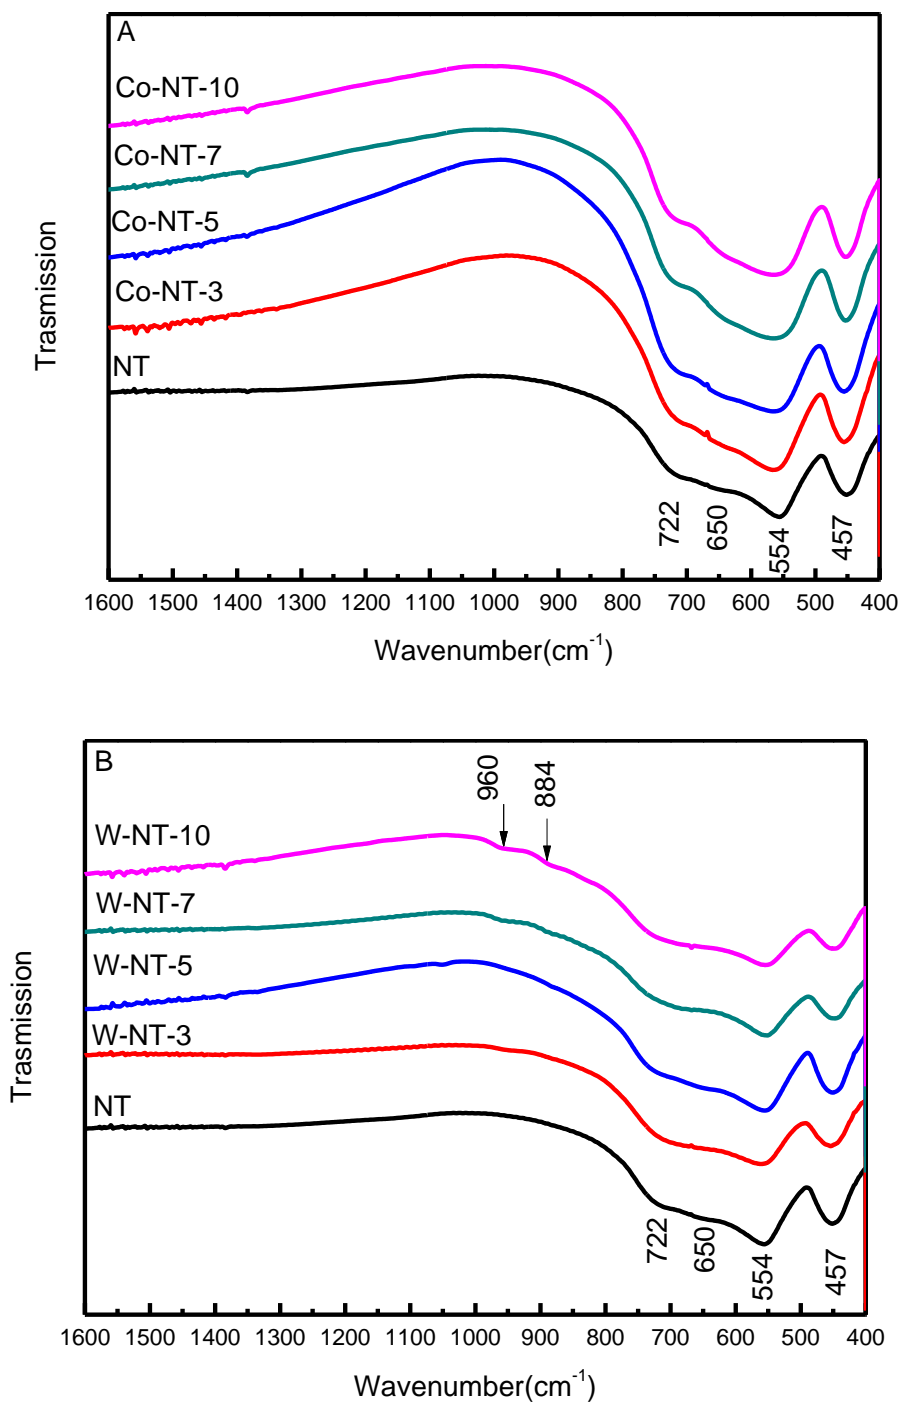 A
Co-NT-10
Co-NT-7
Co-NT-5
Co-NT-3
NT
Trasmission
722
650
554
457
1600 1500 1400 1300 1200 1100 1000 900 800 700 600 500 400
Wavenumber(cm⁻¹)
B
960
884
W-NT-10
W-NT-7
W-NT-5
W-NT-3
NT
Trasmission
722
650
554
457
1600 1500 1400 1300 1200 1100 1000 900 800 700 600 500 400
Wavenumber(cm⁻¹)